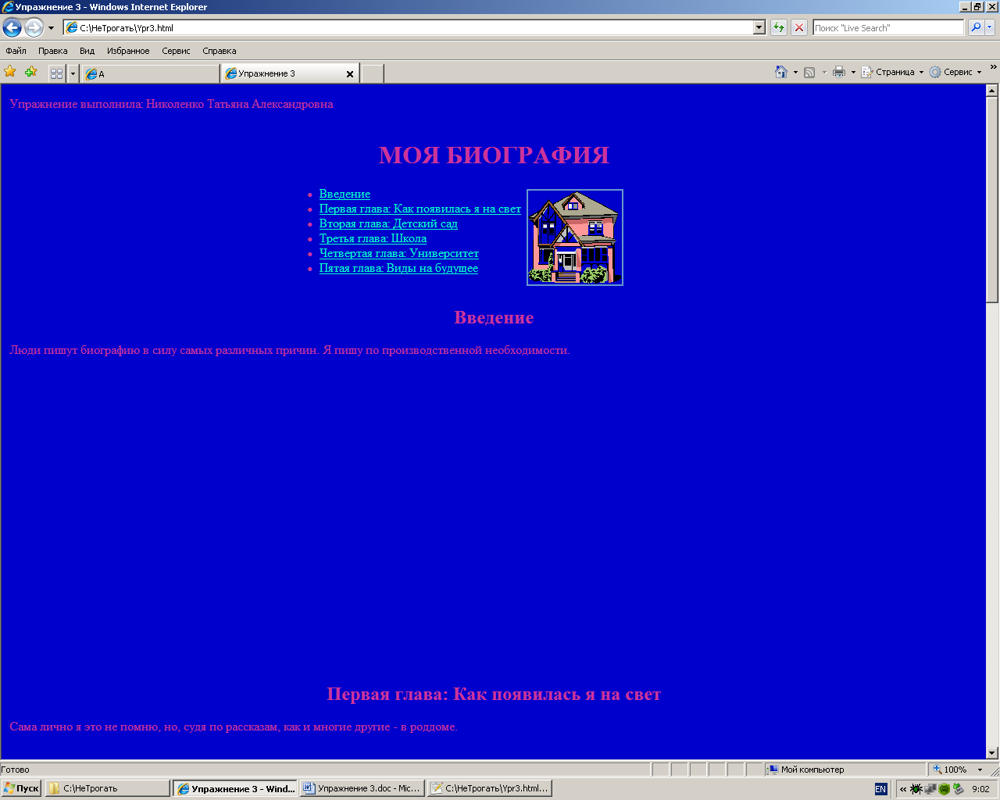 Упражнение 3 - Windows Internet Explorer
C:\НеТрогать\Ypr3.html
Поиск "Live Search"
Файл Правка Вид Избранное Сервис Справка
A
Упражнение 3
Страница Сервис »
Упражнение выполнила: Николенко Татьяна Александровна
МОЯ БИОГРАФИЯ
Введение
Первая глава: Как появилась я на свет
Вторая глава: Детский сад
Третья глава: Школа
Четвертая глава: Университет
Пятая глава: Виды на будущее
Введение
Люди пишут биографию в силу самых различных причин. Я пишу по производственной необходимости.
Первая глава: Как появилась я на свет
Сама лично я это не помню, но, судя по рассказам, как и многие другие - в роддоме.
Готово
Мой компьютер
100%
Пуск
C:\НеТрогать
Упражнение 3 - Wind...
Упражнение 3.doc - Mic...
C:\НеТрогать\Ypr3.html...
EN
«
9:02